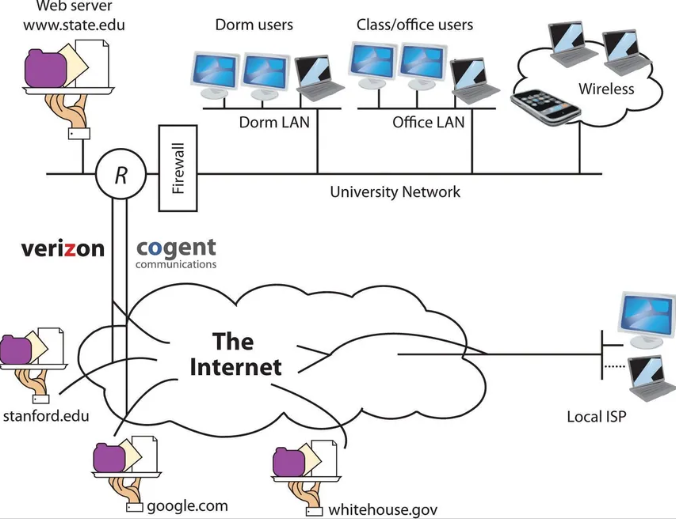 Web server
www.state.edu
Dorm users
Class/office users
Wireless
Dorm LAN
Office LAN
R
Firewall
University Network
verizon
cogent
communications
The
Internet
stanford.edu
Local ISP
google.com
whitehouse.gov